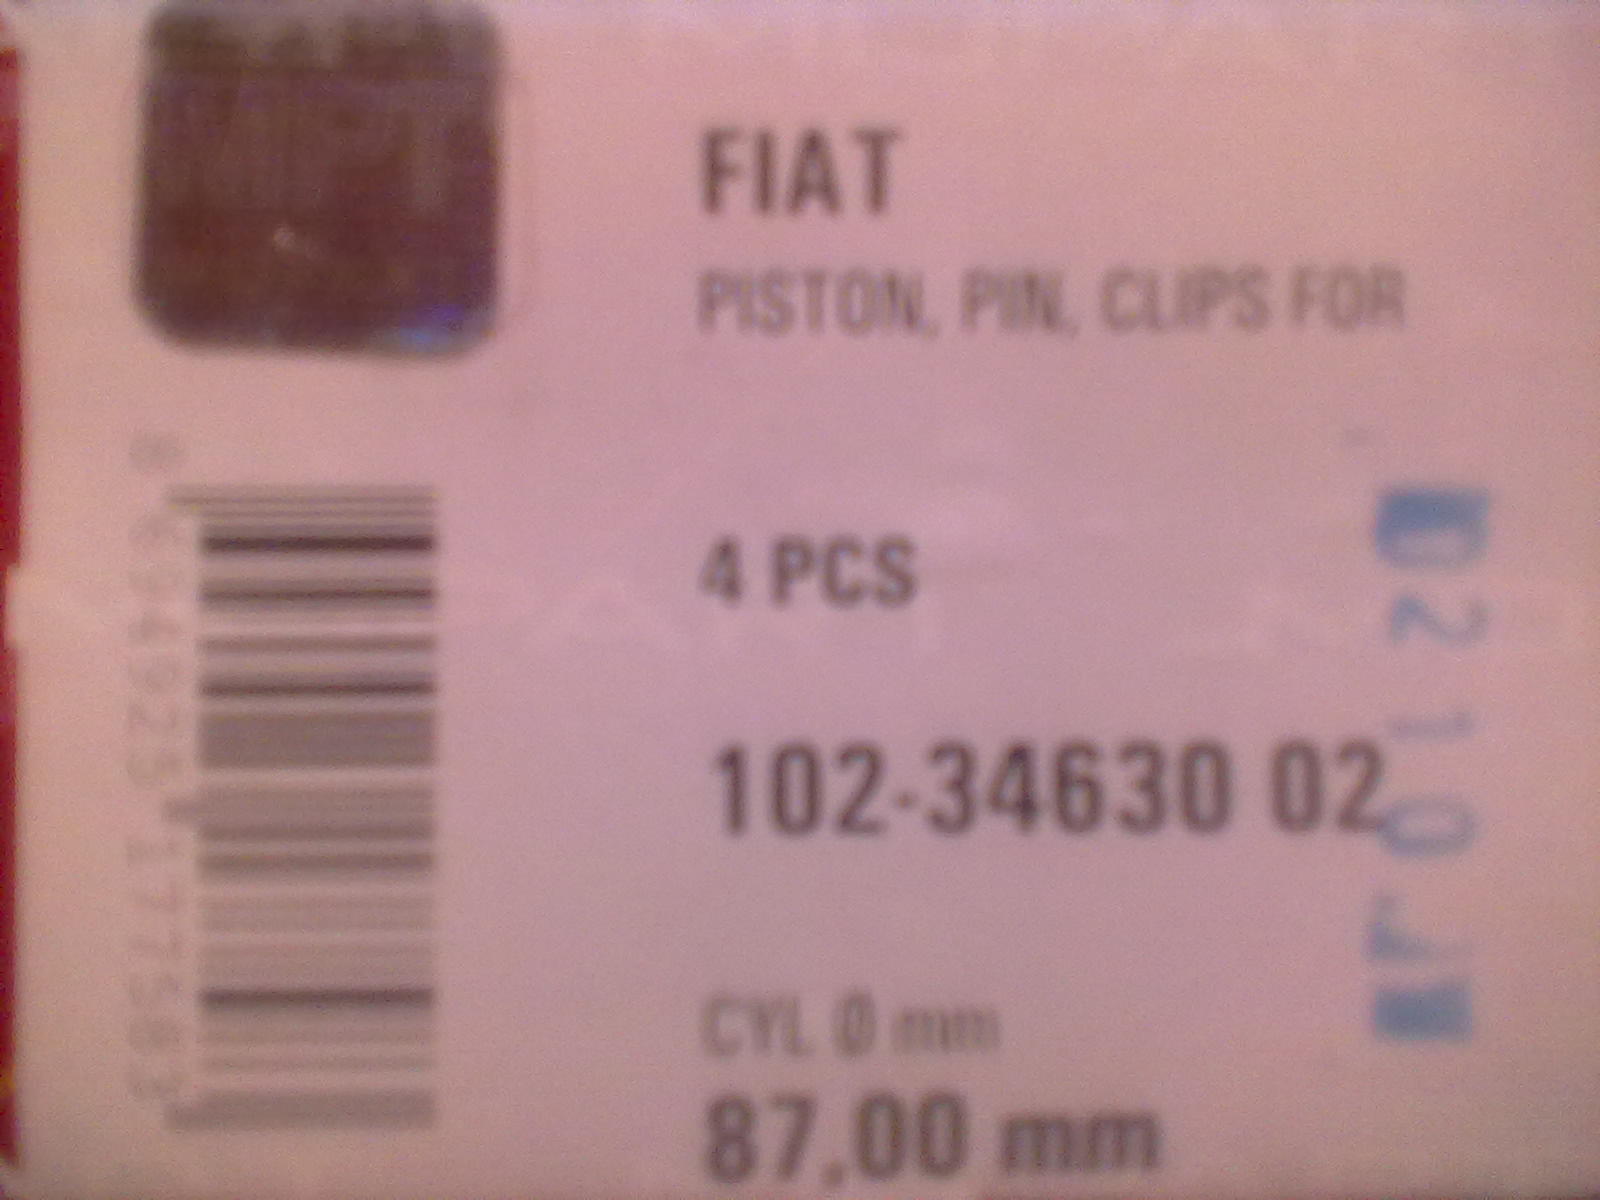 FIAT
PISTON, PIN, CLIPS FOR
4 PCS
102-34630 02
CYL Ø mm
87,00 mm